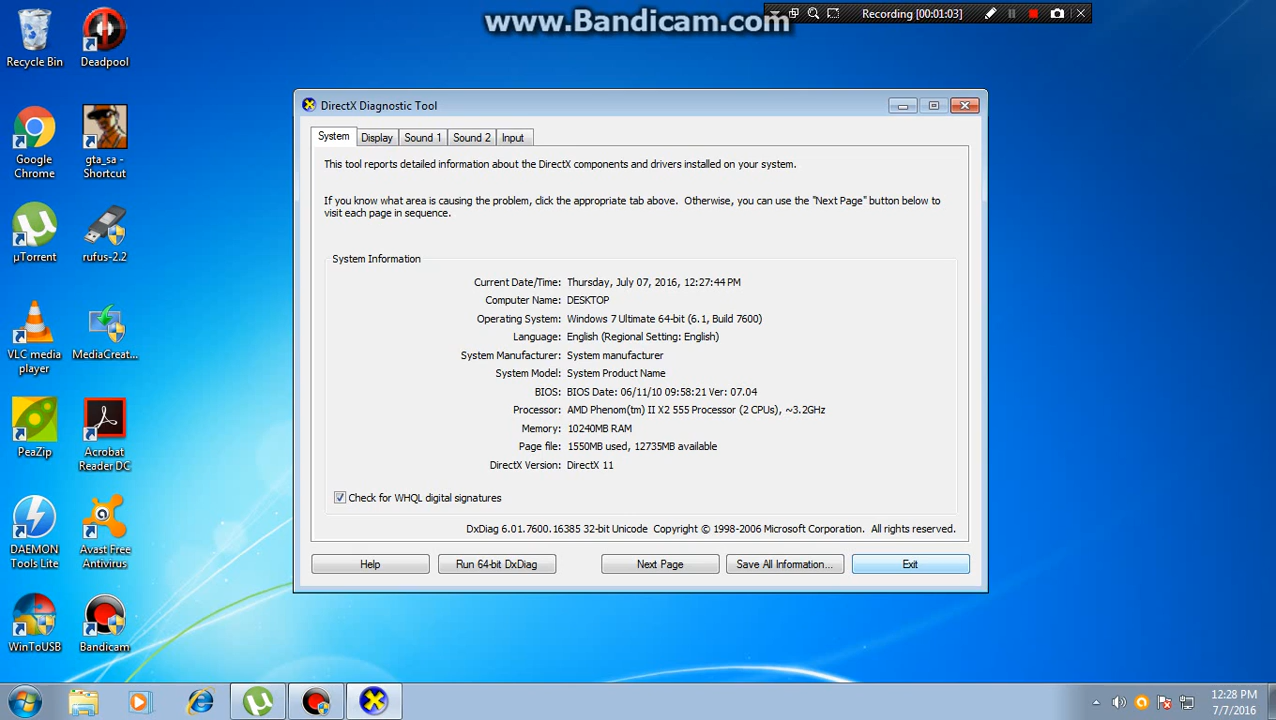 www.Bandicam.com
Recording [00:01:03]
Recycle Bin
Deadpool
Google Chrome
gta_sa - Shortcut
µTorrent
rufus-2.2
VLC media player
MediaCreat...
PeaZip
Acrobat Reader DC
DAEMON Tools Lite
Avast Free Antivirus
WinToUSB
Bandicam
DirectX Diagnostic Tool
System Display Sound 1 Sound 2 Input
This tool reports detailed information about the DirectX components and drivers installed on your system.
If you know what area is causing the problem, click the appropriate tab above.  Otherwise, you can use the "Next Page" button below to
visit each page in sequence.
System Information
Current Date/Time: Thursday, July 07, 2016, 12:27:44 PM
Computer Name: DESKTOP
Operating System: Windows 7 Ultimate 64-bit (6.1, Build 7600)
Language: English (Regional Setting: English)
System Manufacturer: System manufacturer
System Model: System Product Name
BIOS: BIOS Date: 06/11/10 09:58:21 Ver: 07.04
Processor: AMD Phenom(tm) II X2 555 Processor (2 CPUs), ~3.2GHz
Memory: 10240MB RAM
Page file: 1550MB used, 12735MB available
DirectX Version: DirectX 11
Check for WHQL digital signatures
DxDiag 6.01.7600.16385 32-bit Unicode  Copyright © 1998-2006 Microsoft Corporation.  All rights reserved.
Help Run 64-bit DxDiag Next Page Save All Information... Exit
12:28 PM
7/7/2016